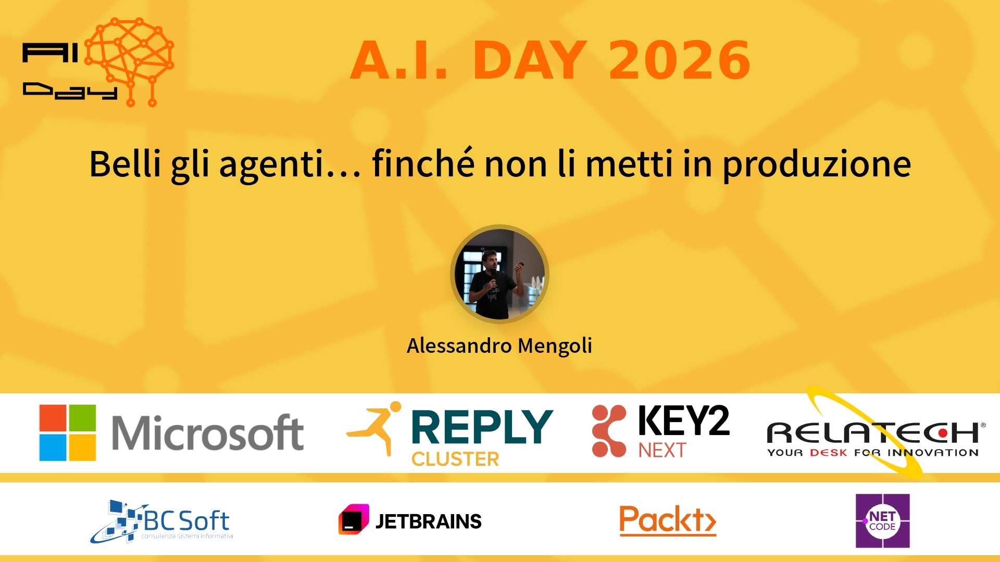 AI
Day
A.I. DAY 2026
Belli gli agenti… finché non li metti in produzione
Alessandro Mengoli
Microsoft
REPLY
CLUSTER
KEY2
NEXT
RELATECH®
YOUR DESK FOR INNOVATION
BC Soft
consulenza sistemi informativi
JETBRAINS
Packt>
.NET
CODE